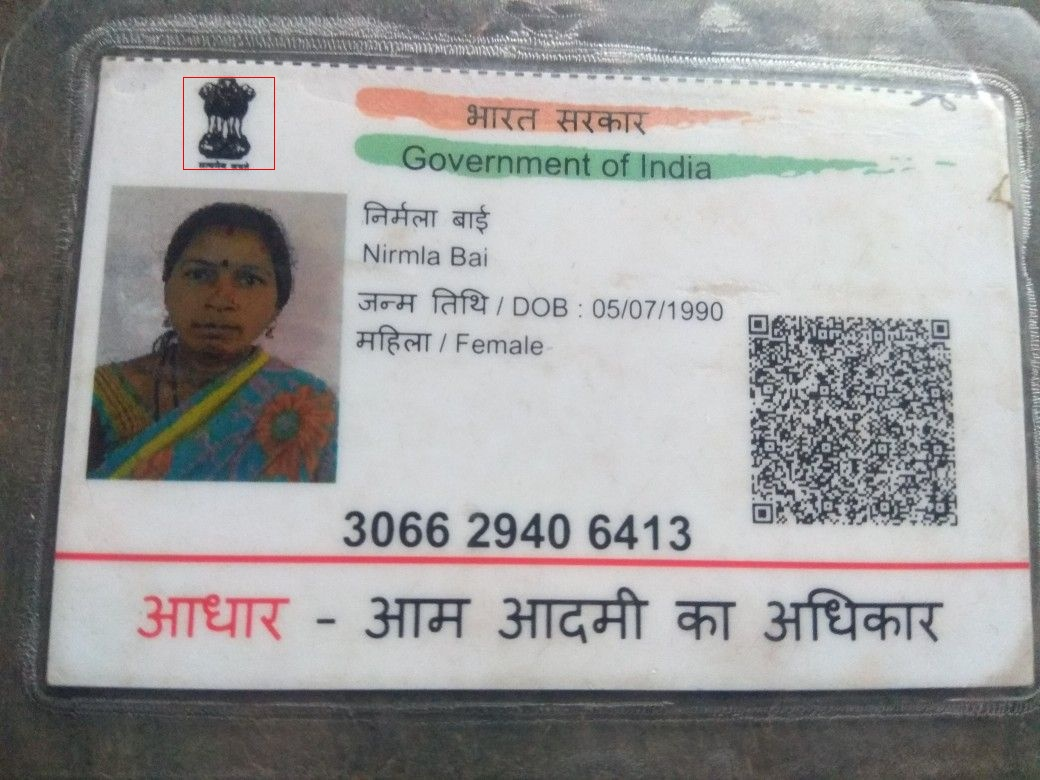 भारत सरकार
Government of India
निर्मला बाई
Nirmla Bai
जन्म तिथि / DOB : 05/07/1990
महिला / Female
3066 2940 6413
आधार - आम आदमी का अधिकार